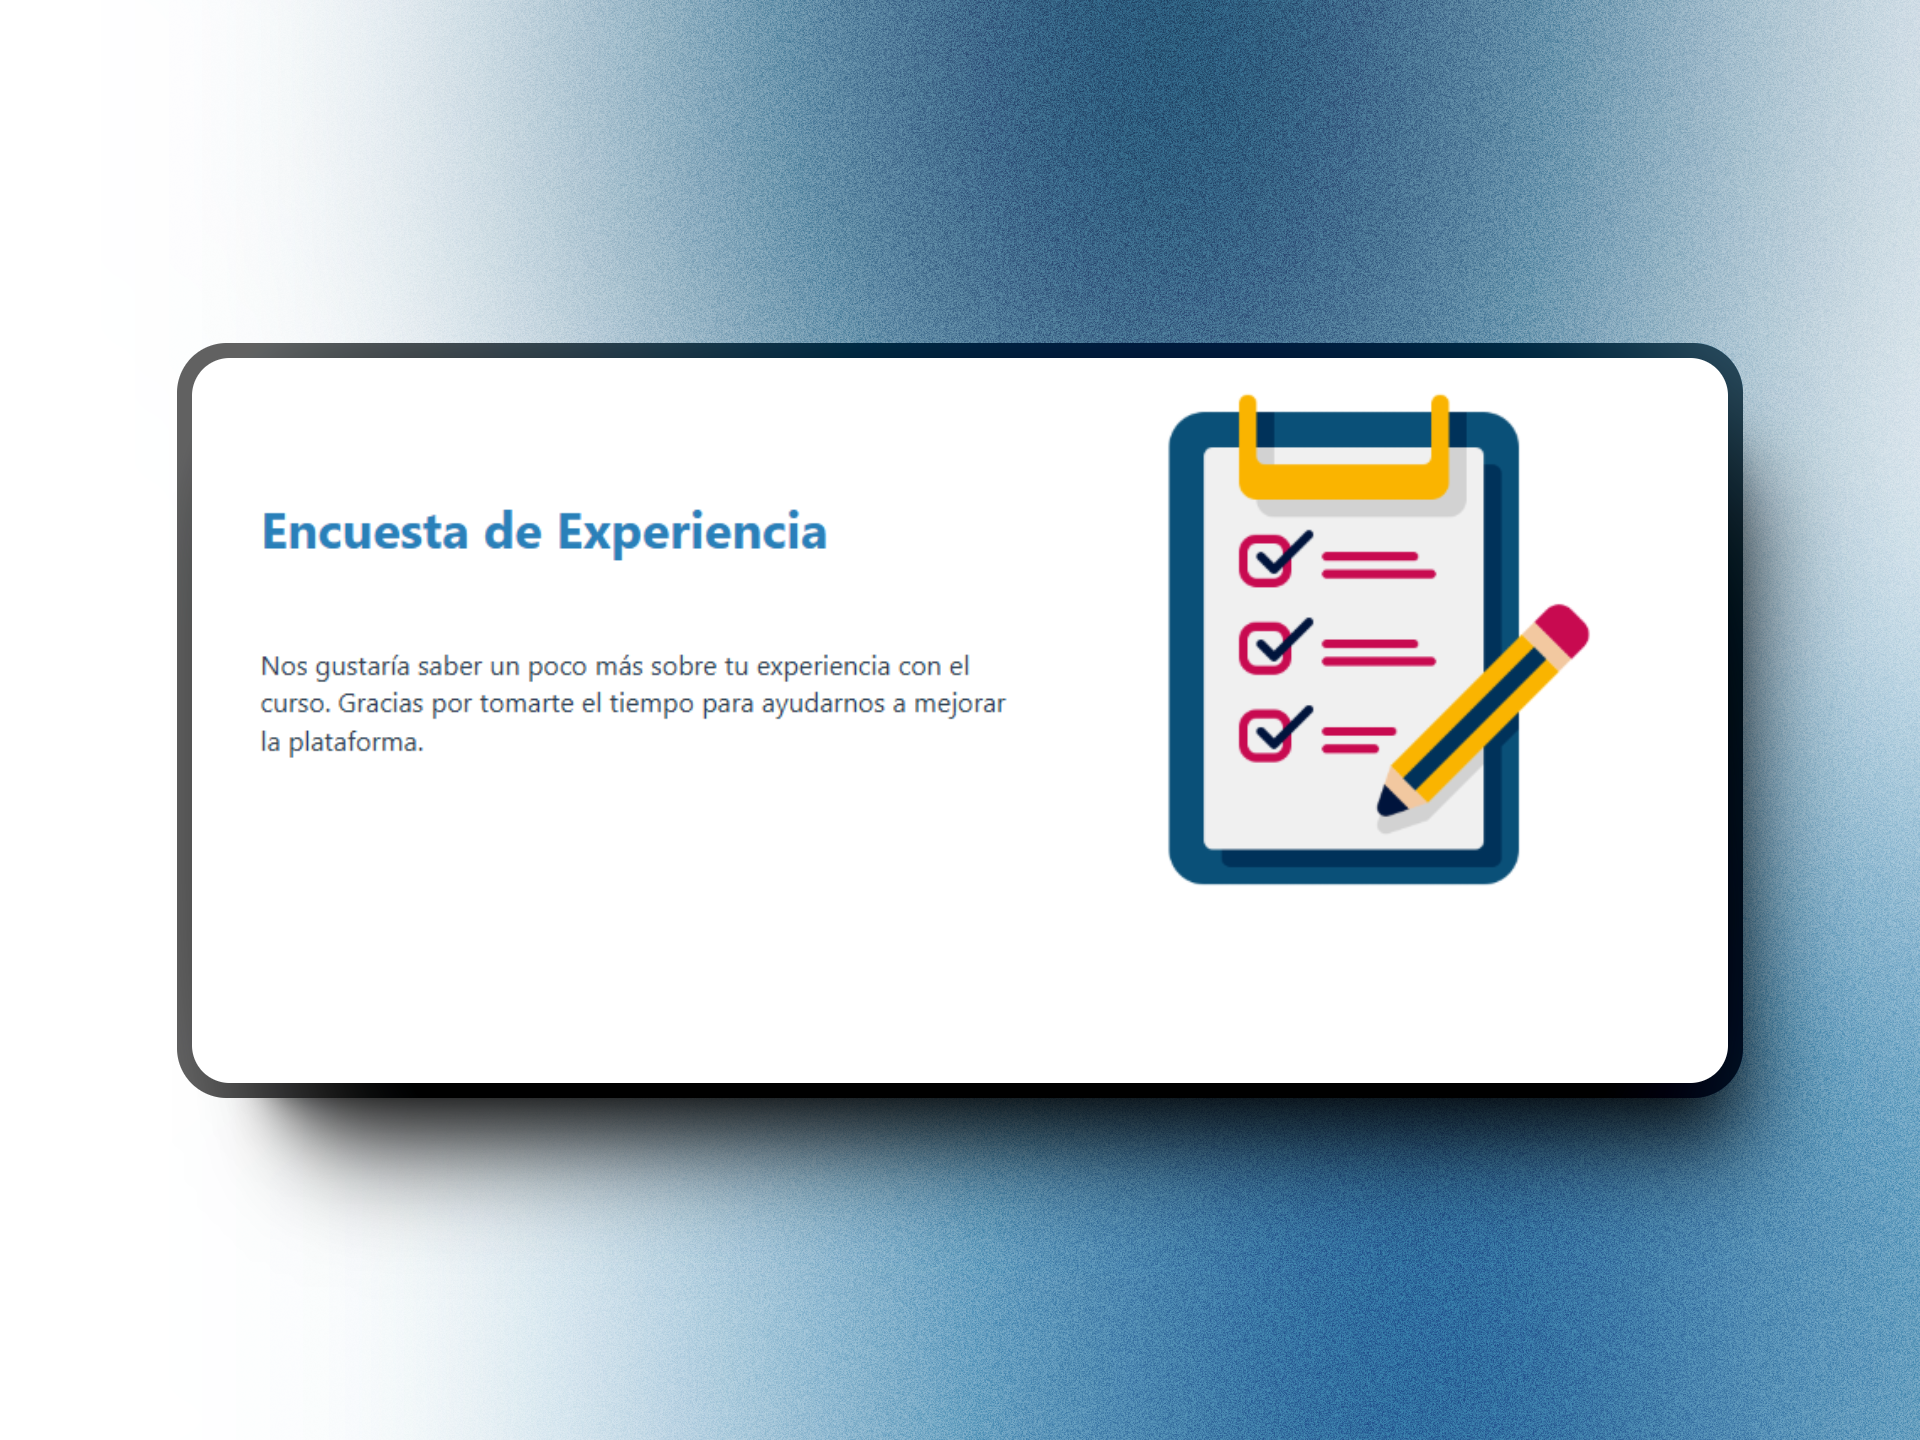 Encuesta de Experiencia
Nos gustaría saber un poco más sobre tu experiencia con el
curso. Gracias por tomarte el tiempo para ayudarnos a mejorar
la plataforma.